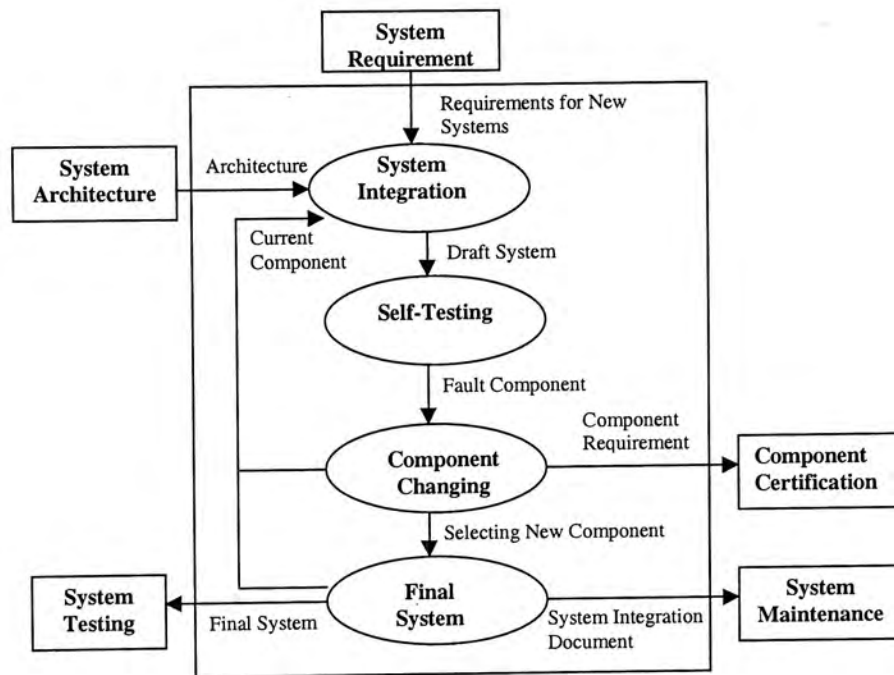 System
Requirement
Requirements for New
Systems
System
Architecture
Architecture
System
Integration
Current
Component
Draft System
Self-Testing
Fault Component
Component
Requirement
Component
Changing
Component
Certification
Selecting New Component
System
Testing
Final System
Final
System
System Integration
Document
System
Maintenance